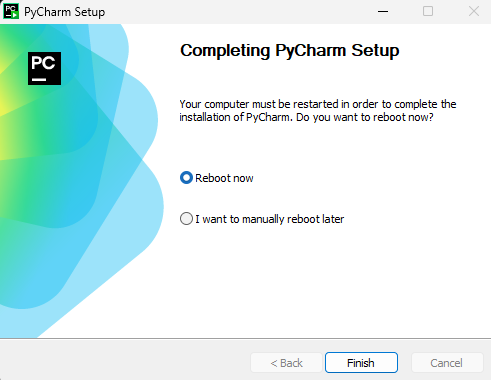 PyCharm Setup
PC
Completing PyCharm Setup
PC
Your computer must be restarted in order to complete the
installation of PyCharm. Do you want to reboot now?
Reboot now
I want to manually reboot later
< Back
Finish
Cancel